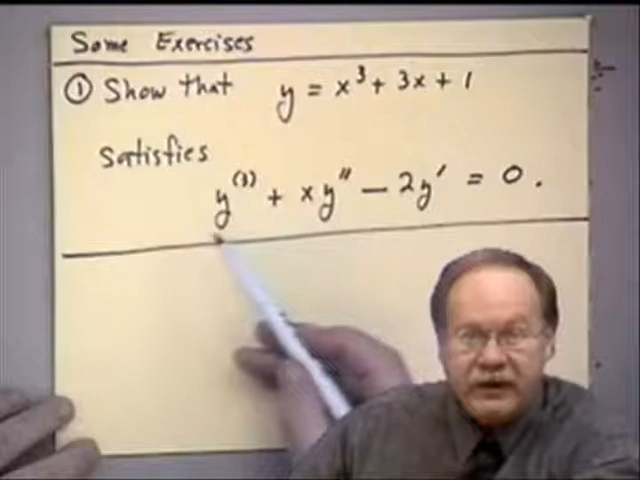 Some Exercises
① Show that y = x³ + 3x + 1
satisfies
y⁽³⁾ + xy'' − 2y' = 0.